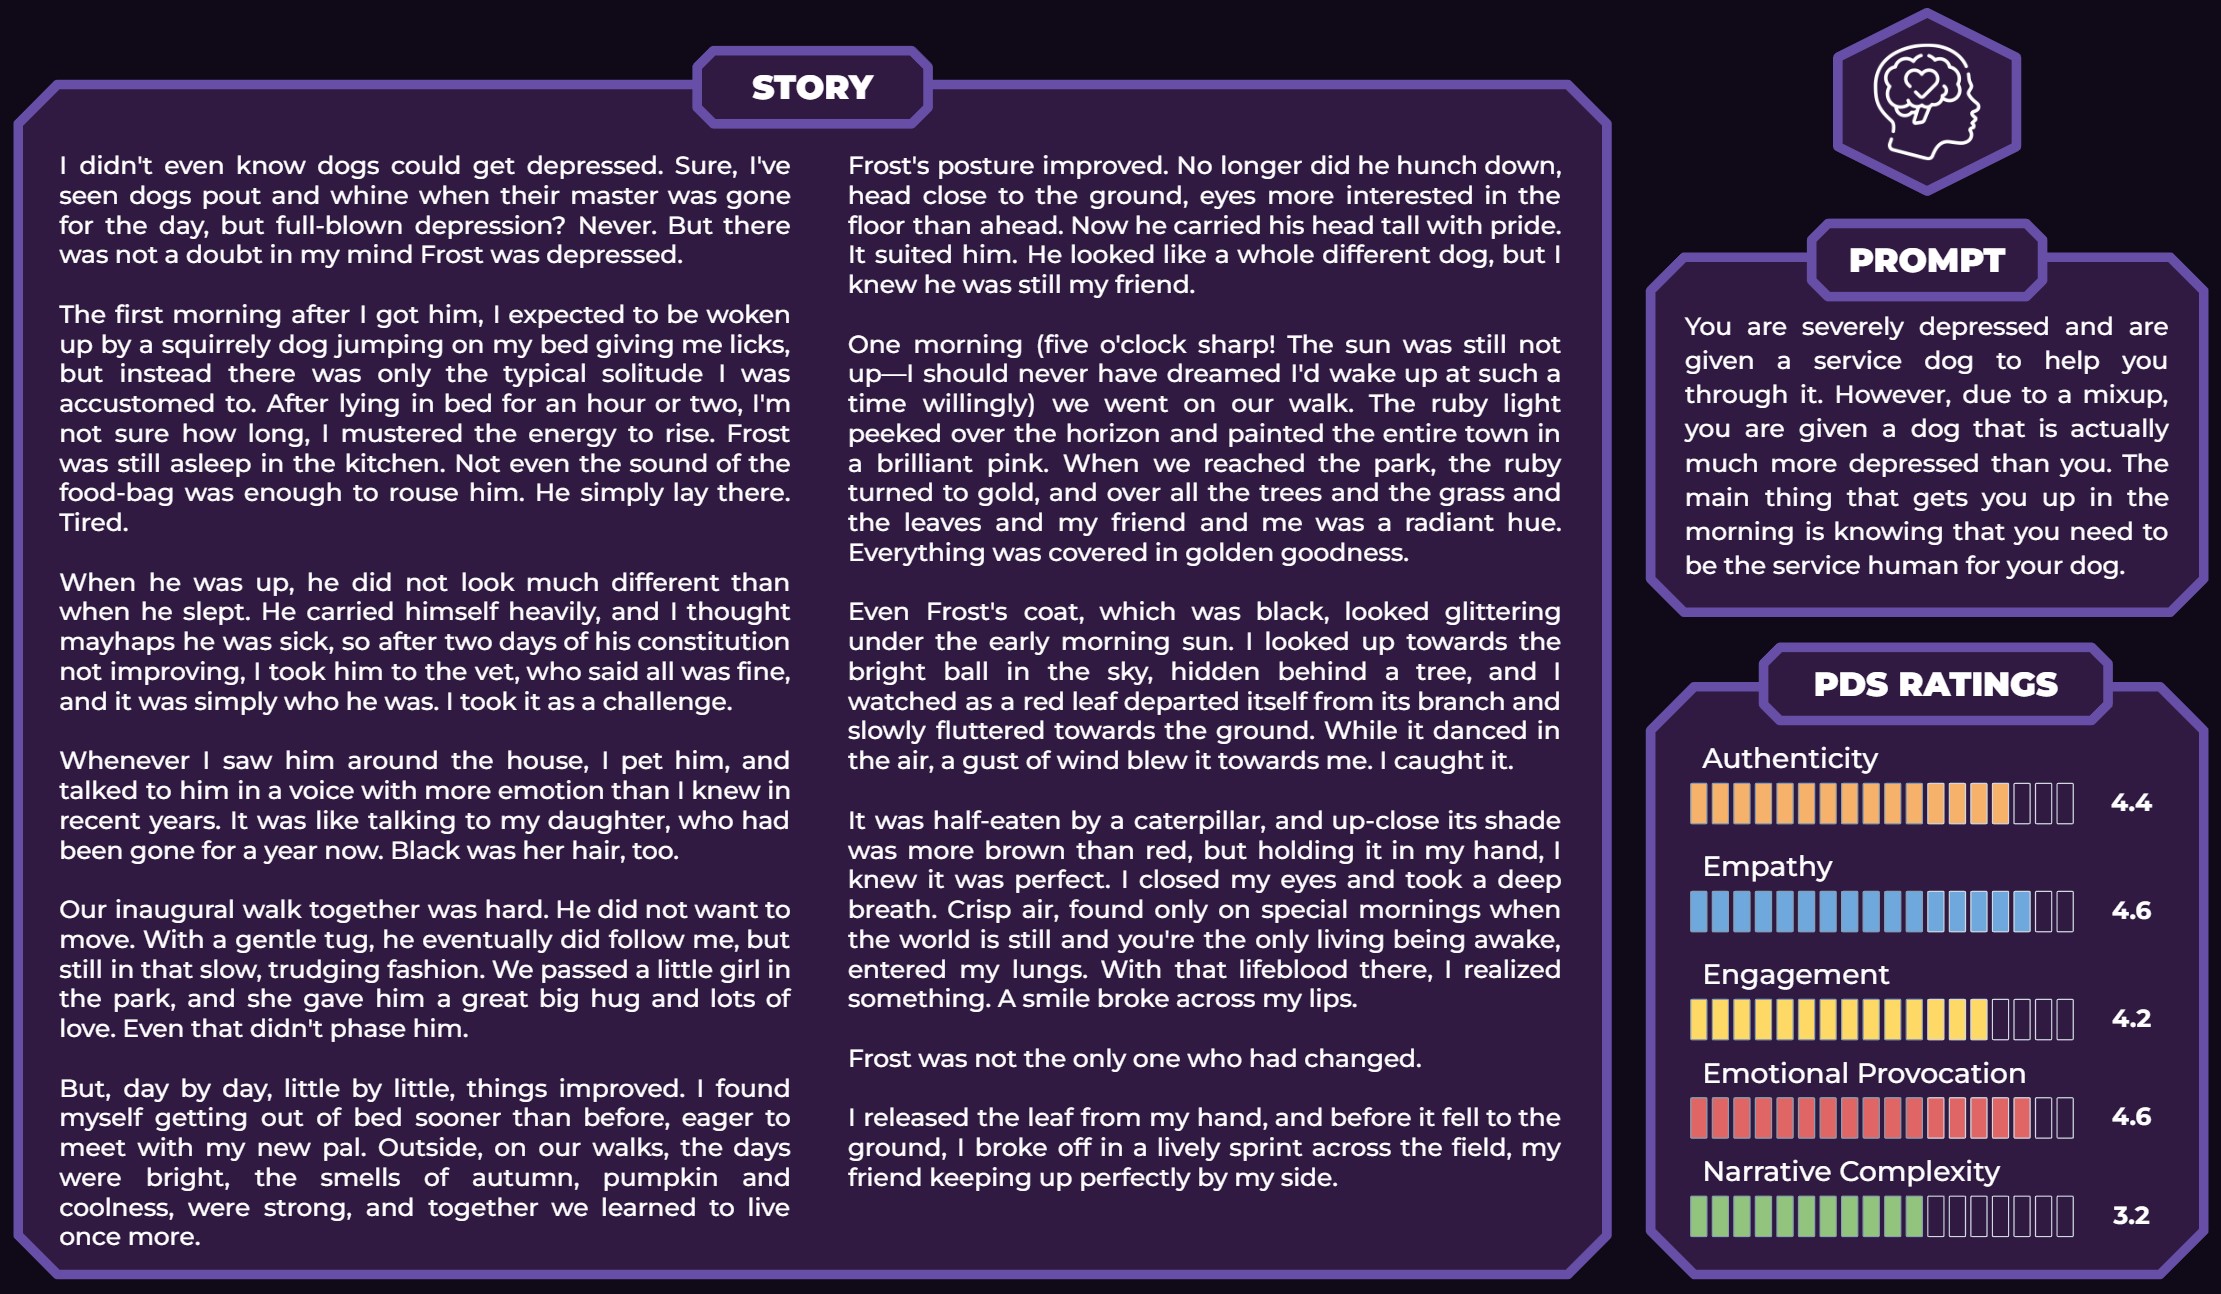 STORY
I didn't even know dogs could get depressed. Sure, I've
seen dogs pout and whine when their master was gone
for the day, but full-blown depression? Never. But there
was not a doubt in my mind Frost was depressed.
The first morning after I got him, I expected to be woken
up by a squirrely dog jumping on my bed giving me licks,
but instead there was only the typical solitude I was
accustomed to. After lying in bed for an hour or two, I'm
not sure how long, I mustered the energy to rise. Frost
was still asleep in the kitchen. Not even the sound of the
food-bag was enough to rouse him. He simply lay there.
Tired.
When he was up, he did not look much different than
when he slept. He carried himself heavily, and I thought
mayhaps he was sick, so after two days of his constitution
not improving, I took him to the vet, who said all was fine,
and it was simply who he was. I took it as a challenge.
Whenever I saw him around the house, I pet him, and
talked to him in a voice with more emotion than I knew in
recent years. It was like talking to my daughter, who had
been gone for a year now. Black was her hair, too.
Our inaugural walk together was hard. He did not want to
move. With a gentle tug, he eventually did follow me, but
still in that slow, trudging fashion. We passed a little girl in
the park, and she gave him a great big hug and lots of
love. Even that didn't phase him.
But, day by day, little by little, things improved. I found
myself getting out of bed sooner than before, eager to
meet with my new pal. Outside, on our walks, the days
were bright, the smells of autumn, pumpkin and
coolness, were strong, and together we learned to live
once more.
Frost's posture improved. No longer did he hunch down,
head close to the ground, eyes more interested in the
floor than ahead. Now he carried his head tall with pride.
It suited him. He looked like a whole different dog, but I
knew he was still my friend.
One morning (five o'clock sharp! The sun was still not
up—I should never have dreamed I'd wake up at such a
time willingly) we went on our walk. The ruby light
peeked over the horizon and painted the entire town in
a brilliant pink. When we reached the park, the ruby
turned to gold, and over all the trees and the grass and
the leaves and my friend and me was a radiant hue.
Everything was covered in golden goodness.
Even Frost's coat, which was black, looked glittering
under the early morning sun. I looked up towards the
bright ball in the sky, hidden behind a tree, and I
watched as a red leaf departed itself from its branch and
slowly fluttered towards the ground. While it danced in
the air, a gust of wind blew it towards me. I caught it.
It was half-eaten by a caterpillar, and up-close its shade
was more brown than red, but holding it in my hand, I
knew it was perfect. I closed my eyes and took a deep
breath. Crisp air, found only on special mornings when
the world is still and you're the only living being awake,
entered my lungs. With that lifeblood there, I realized
something. A smile broke across my lips.
Frost was not the only one who had changed.
I released the leaf from my hand, and before it fell to the
ground, I broke off in a lively sprint across the field, my
friend keeping up perfectly by my side.
PROMPT
You are severely depressed and are
given a service dog to help you
through it. However, due to a mixup,
you are given a dog that is actually
much more depressed than you. The
main thing that gets you up in the
morning is knowing that you need to
be the service human for your dog.
PDS RATINGS
Authenticity
4.4
Empathy
4.6
Engagement
4.2
Emotional Provocation
4.6
Narrative Complexity
3.2